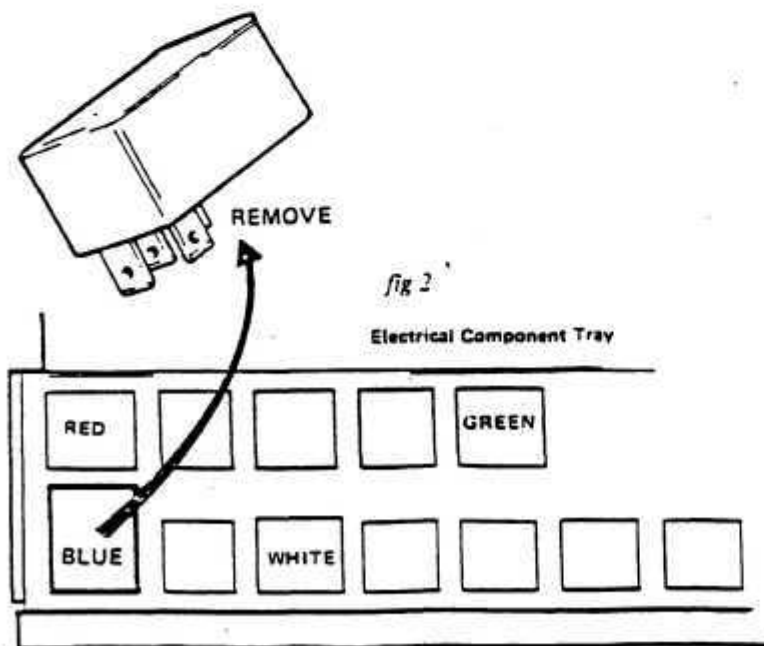 REMOVE
fig 2
Electrical Component Tray
RED
GREEN
BLUE
WHITE